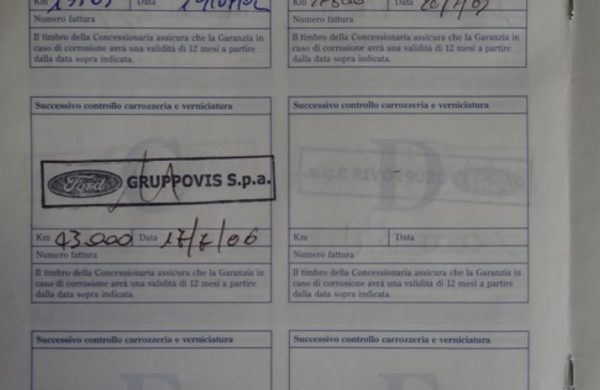 Km Data
Numero fattura
Il timbro della Concessionaria assicura che la Garanzia in
caso di corrosione avrà una validità di 12 mesi a partire
dalla data sopra indicata.
Km Data
Numero fattura
Il timbro della Concessionaria assicura che la Garanzia in
caso di corrosione avrà una validità di 12 mesi a partire
dalla data sopra indicata.
Successivo controllo carrozzeria e verniciatura
Ford GRUPPOVIS S.p.a.
Km 43.000 Data 17/7/06
Numero fattura
Il timbro della Concessionaria assicura che la Garanzia in
caso di corrosione avrà una validità di 12 mesi a partire
dalla data sopra indicata.
Successivo controllo carrozzeria e verniciatura
Km Data
Numero fattura
Il timbro della Concessionaria assicura che la Garanzia in
caso di corrosione avrà una validità di 12 mesi a partire
dalla data sopra indicata.
Successivo controllo carrozzeria e verniciatura
Successivo controllo carrozzeria e verniciatura